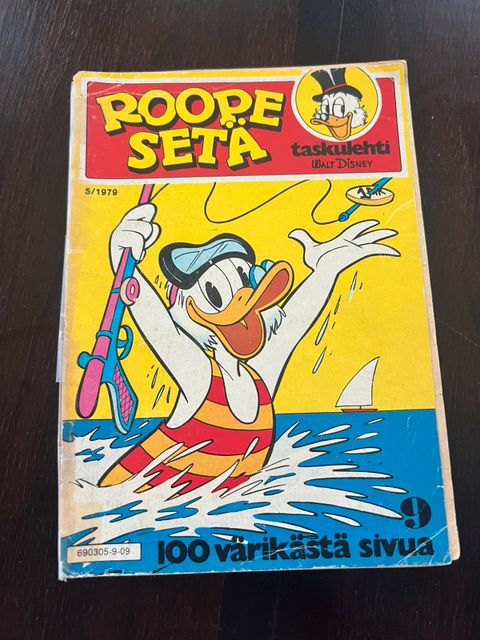 ROOPE
SETÄ
taskulehti
WALT DISNEY
5/1979
9
100 värikästä sivua
690305-9-09